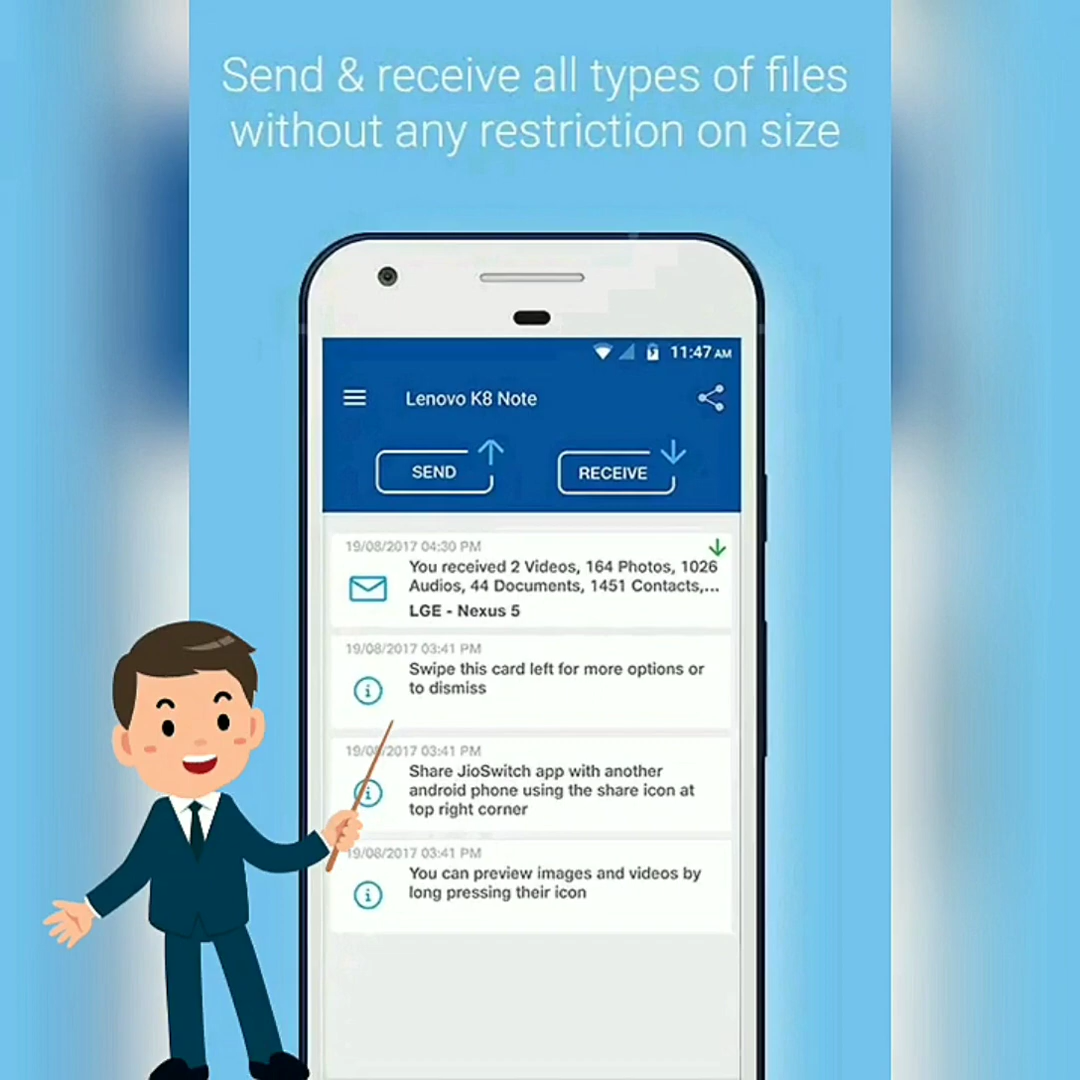 Send & receive all types of files
without any restriction on size
11:47 AM
Lenovo K8 Note
SEND
RECEIVE
19/08/2017 04:30 PM
You received 2 Videos, 164 Photos, 1026
Audios, 44 Documents, 1451 Contacts,...
LGE - Nexus 5
19/08/2017 03:41 PM
Swipe this card left for more options or
to dismiss
19/08/2017 03:41 PM
Share JioSwitch app with another
android phone using the share icon at
top right corner
19/08/2017 03:41 PM
You can preview images and videos by
long pressing their icon